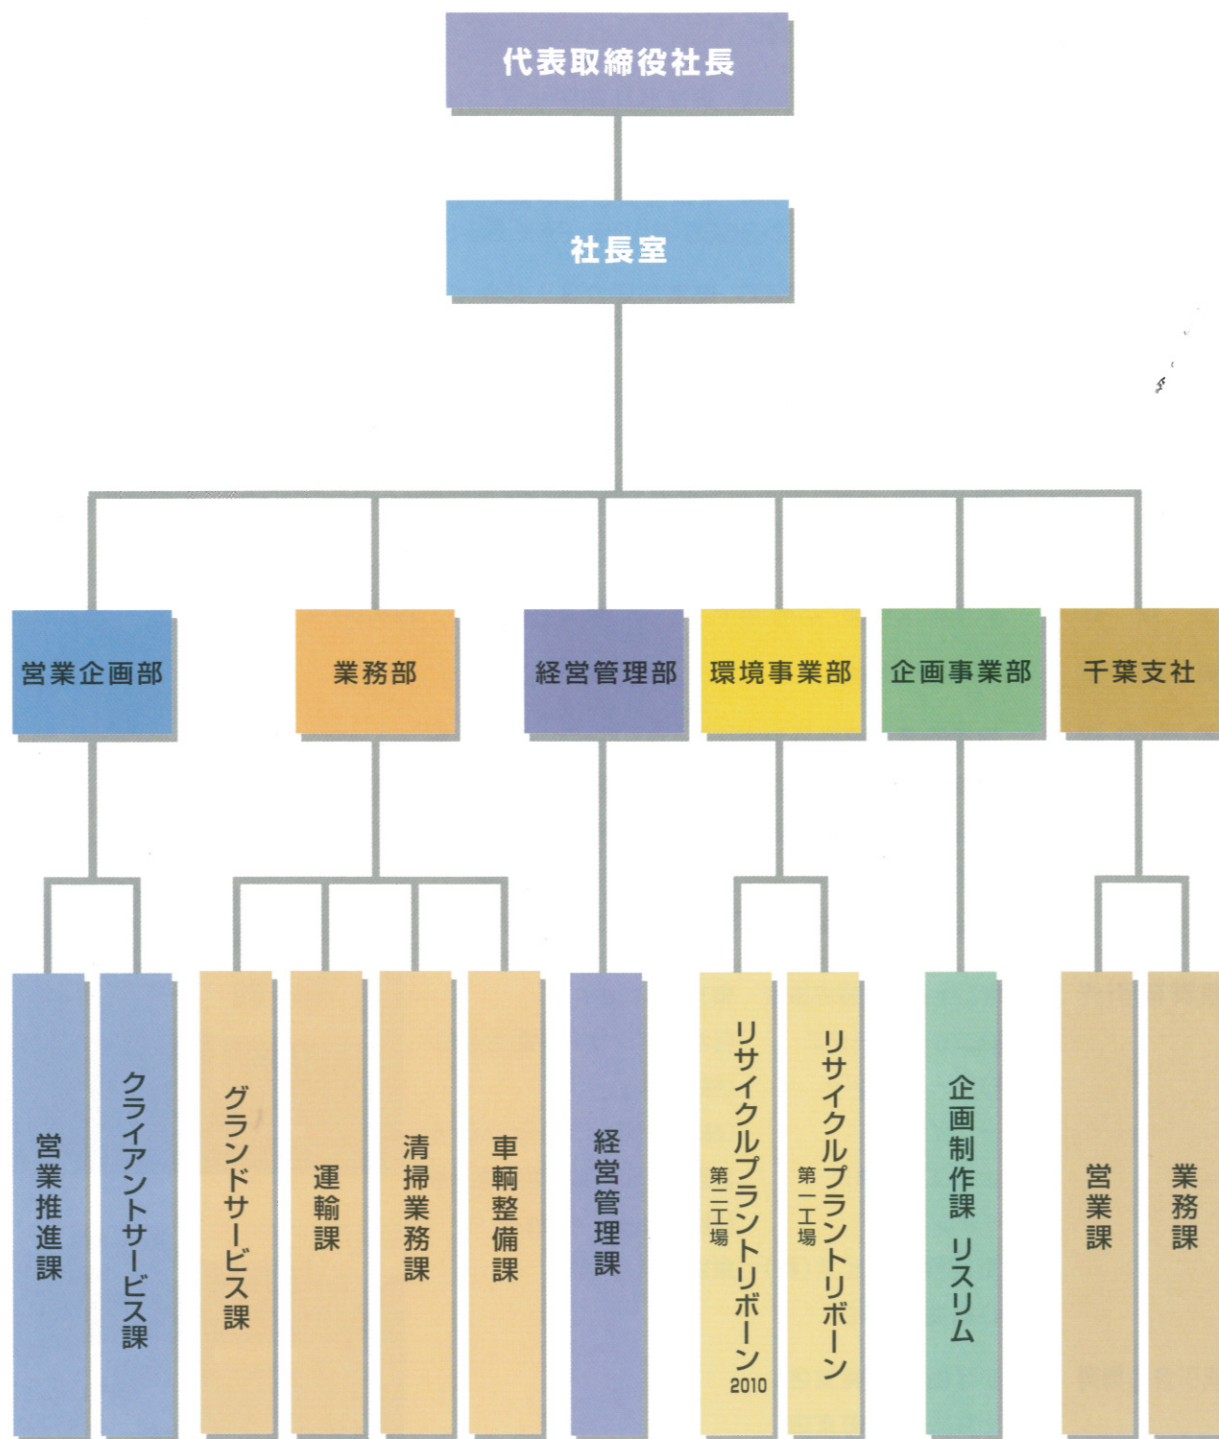 代表取締役社長
社長室
営業企画部
業務部
経営管理部
環境事業部
企画事業部
千葉支社
営業推進課
クライアントサービス課
グランドサービス課
運輸課
清掃業務課
車輌整備課
経営管理課
リサイクルプラントリボーン2010
第二工場
リサイクルプラントリボーン
第一工場
企画制作課 リスリム
営業課
業務課